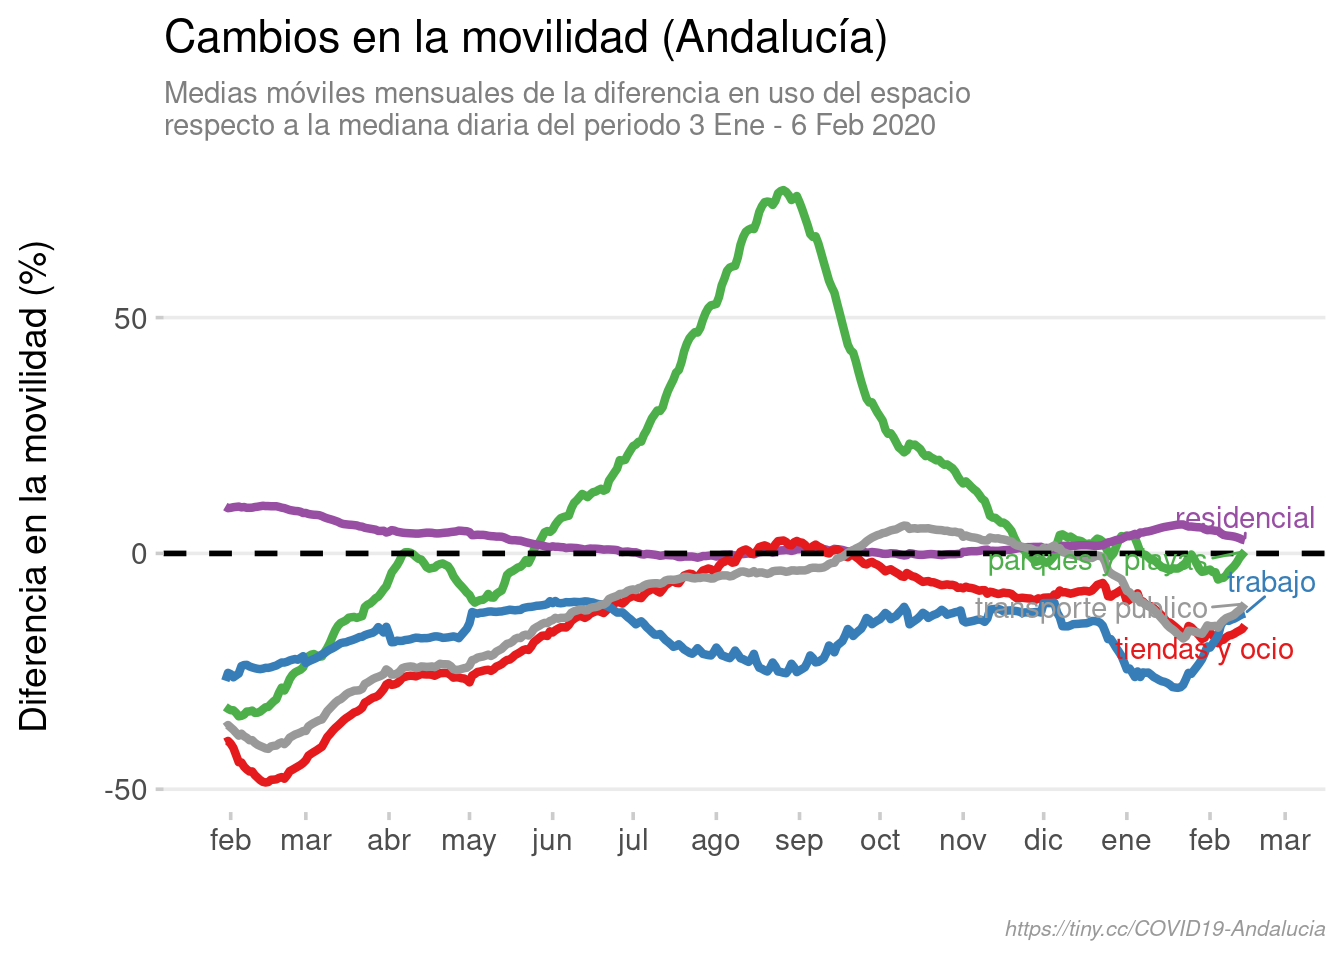 Cambios en la movilidad (Andalucía)
Medias móviles mensuales de la diferencia en uso del espacio
respecto a la mediana diaria del periodo 3 Ene - 6 Feb 2020
Diferencia en la movilidad (%)
50
0
-50
residencial
parques y playas
trabajo
transporte público
tiendas y ocio
feb mar abr may jun jul ago sep oct nov dic ene feb mar
https://tiny.cc/COVID19-Andalucia